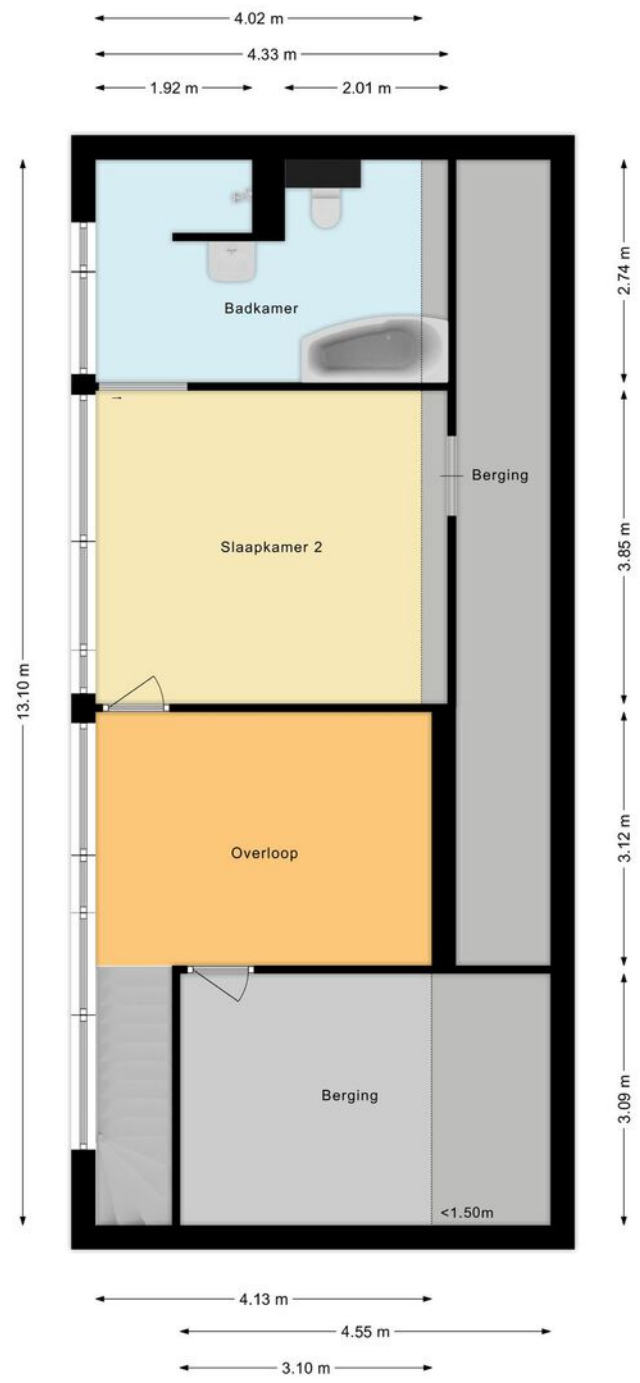 4.02 m
4.33 m
1.92 m
2.01 m
2.74 m
Badkamer
Berging
3.85 m
Slaapkamer 2
13.10 m
3.12 m
Overloop
Berging
3.09 m
<1.50m
4.13 m
4.55 m
3.10 m